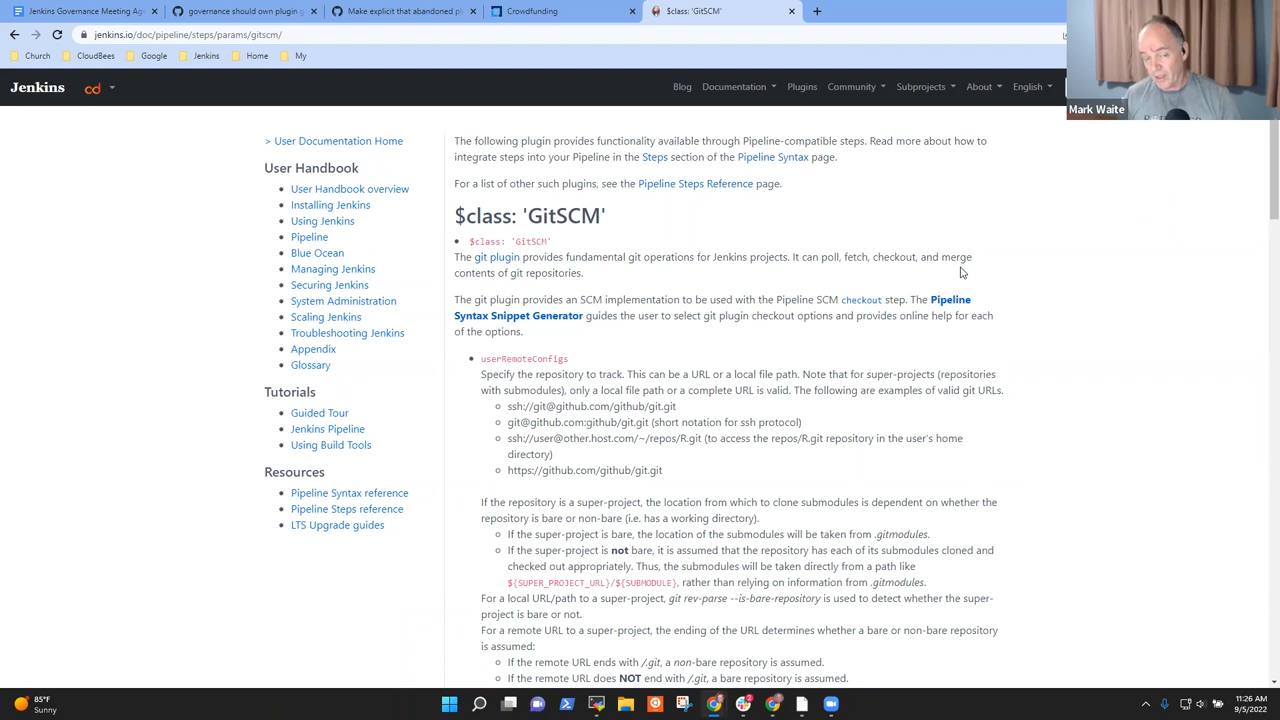 Jenkins Governance Meeting Age
governance should own plugin g
Make explicit that abandoned pl
Crowdfunding
$class: 'GitSCM'
jenkins.io/doc/pipeline/steps/params/gitscm/
Church
CloudBees
Google
Jenkins
Home
My
Jenkins
cd
Blog
Documentation
Plugins
Community
Subprojects
About
English
Mark Waite
> User Documentation Home
User Handbook
User Handbook overview
Installing Jenkins
Using Jenkins
Pipeline
Blue Ocean
Managing Jenkins
Securing Jenkins
System Administration
Scaling Jenkins
Troubleshooting Jenkins
Appendix
Glossary
Tutorials
Guided Tour
Jenkins Pipeline
Using Build Tools
Resources
Pipeline Syntax reference
Pipeline Steps reference
LTS Upgrade guides
The following plugin provides functionality available through Pipeline-compatible steps. Read more about how to
integrate steps into your Pipeline in the Steps section of the Pipeline Syntax page.
For a list of other such plugins, see the Pipeline Steps Reference page.
$class: 'GitSCM'
$class: 'GitSCM'
The git plugin provides fundamental git operations for Jenkins projects. It can poll, fetch, checkout, and merge
contents of git repositories.
The git plugin provides an SCM implementation to be used with the Pipeline SCM checkout step. The Pipeline
Syntax Snippet Generator guides the user to select git plugin checkout options and provides online help for each
of the options.
userRemoteConfigs
Specify the repository to track. This can be a URL or a local file path. Note that for super-projects (repositories
with submodules), only a local file path or a complete URL is valid. The following are examples of valid git URLs.
ssh://git@github.com/github/git.git
git@github.com:github/git.git (short notation for ssh protocol)
ssh://user@other.host.com/~/repos/R.git (to access the repos/R.git repository in the user's home
directory)
https://github.com/github/git.git
If the repository is a super-project, the location from which to clone submodules is dependent on whether the
repository is bare or non-bare (i.e. has a working directory).
If the super-project is bare, the location of the submodules will be taken from .gitmodules.
If the super-project is not bare, it is assumed that the repository has each of its submodules cloned and
checked out appropriately. Thus, the submodules will be taken directly from a path like
${SUPER_PROJECT_URL}/${SUBMODULE}, rather than relying on information from .gitmodules.
For a local URL/path to a super-project, git rev-parse --is-bare-repository is used to detect whether the super-
project is bare or not.
For a remote URL to a super-project, the ending of the URL determines whether a bare or non-bare repository
is assumed:
If the remote URL ends with /.git, a non-bare repository is assumed.
If the remote URL does NOT end with /.git, a bare repository is assumed.
85°F
Sunny
11:26 AM
9/5/2022